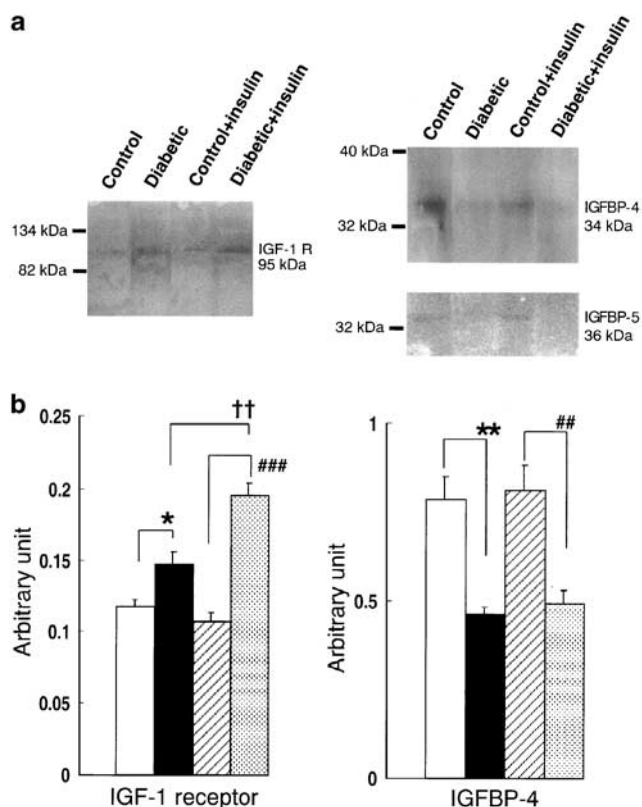 a
Control
Diabetic
Control+insulin
Diabetic+insulin
134 kDa
82 kDa
IGF-1 R
95 kDa
Control
Diabetic
Control+insulin
Diabetic+insulin
40 kDa
32 kDa
IGFBP-4
34 kDa
32 kDa
IGFBP-5
36 kDa
b
Arbitrary unit
0.25
0.2
0.15
0.1
0.05
0
*
††
###
IGF-1 receptor
Arbitrary unit
1
0.5
0
**
##
IGFBP-4